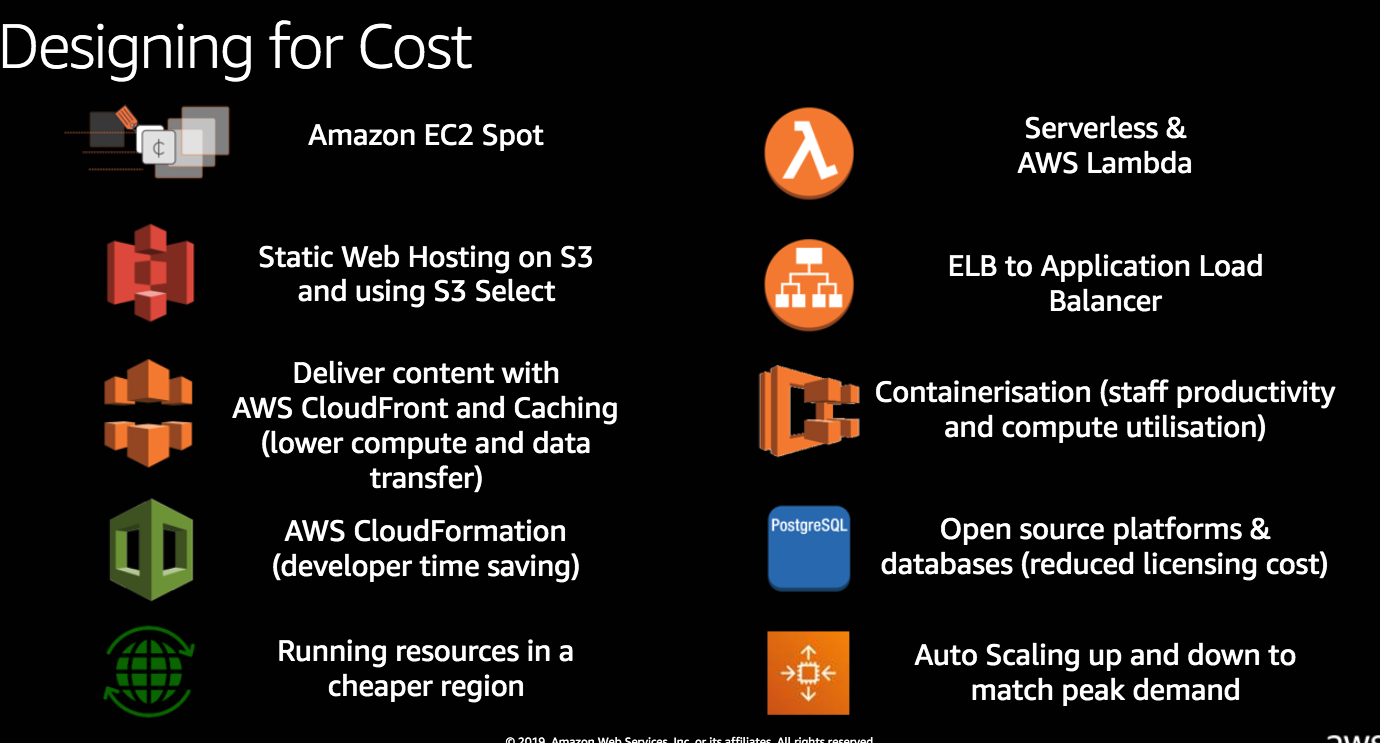 Designing for Cost
Amazon EC2 Spot
Static Web Hosting on S3
and using S3 Select
Deliver content with
AWS CloudFront and Caching
(lower compute and data
transfer)
AWS CloudFormation
(developer time saving)
Running resources in a
cheaper region
Serverless &
AWS Lambda
ELB to Application Load
Balancer
Containerisation (staff productivity
and compute utilisation)
PostgreSQL
Open source platforms &
databases (reduced licensing cost)
Auto Scaling up and down to
match peak demand
© 2019, Amazon Web Services, Inc. or its affiliates. All rights reserved.
aws